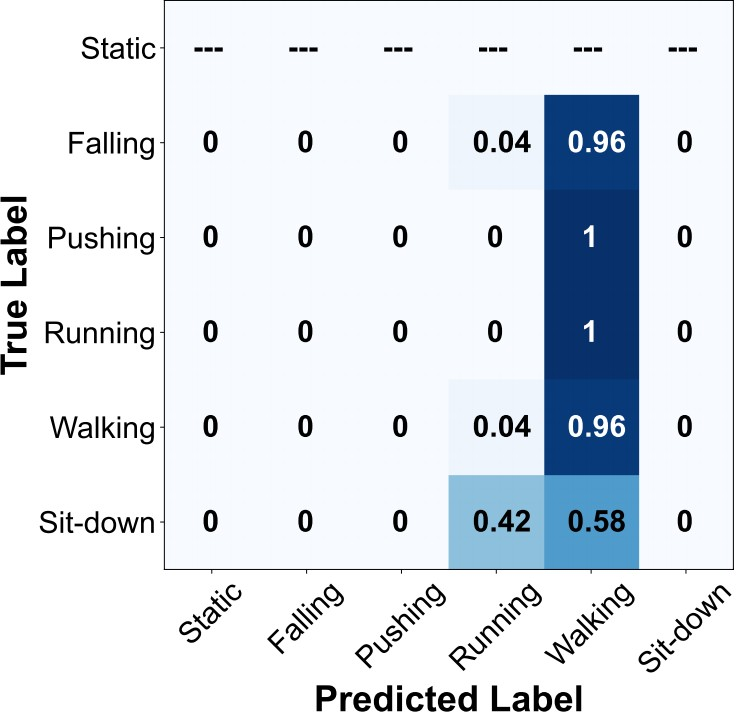 Static --- --- --- --- --- ---
Falling 0 0 0 0.04 0.96 0
Pushing 0 0 0 0 1 0
Running 0 0 0 0 1 0
Walking 0 0 0 0.04 0.96 0
Sit-down 0 0 0 0.42 0.58 0
True Label
Static Falling Pushing Running Walking Sit-down
Predicted Label